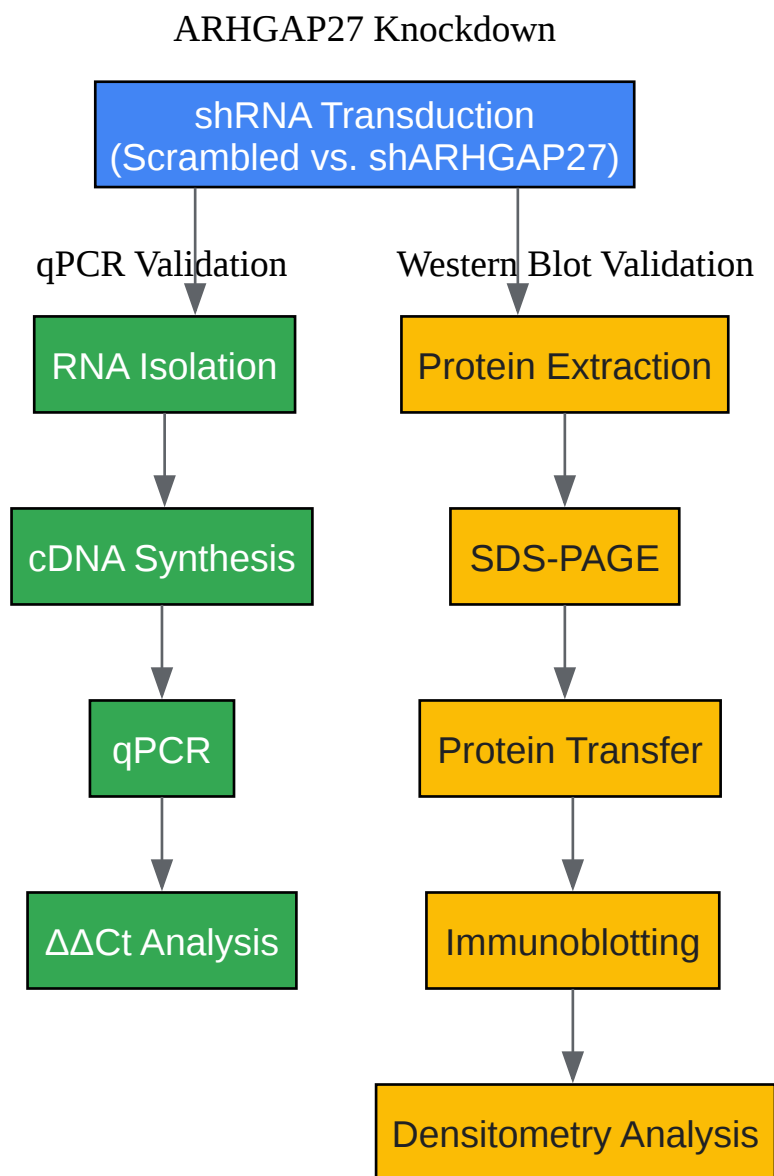 ARHGAP27 Knockdown
shRNA Transduction
(Scrambled vs. shARHGAP27)
qPCR Validation
Western Blot Validation
RNA Isolation
Protein Extraction
cDNA Synthesis
SDS-PAGE
qPCR
Protein Transfer
ΔΔCt Analysis
Immunoblotting
Densitometry Analysis